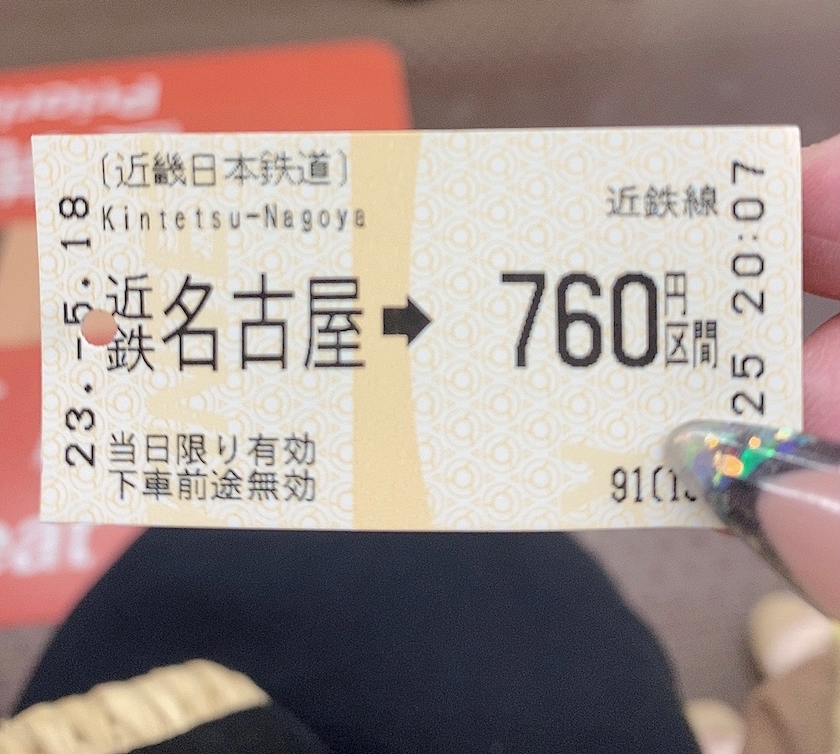 〔近畿日本鉄道〕
Kintetsu-Nagoya
近鉄線
近鉄名古屋➡760円区間
当日限り有効
下車前途無効
23.-5.18
25 20:07